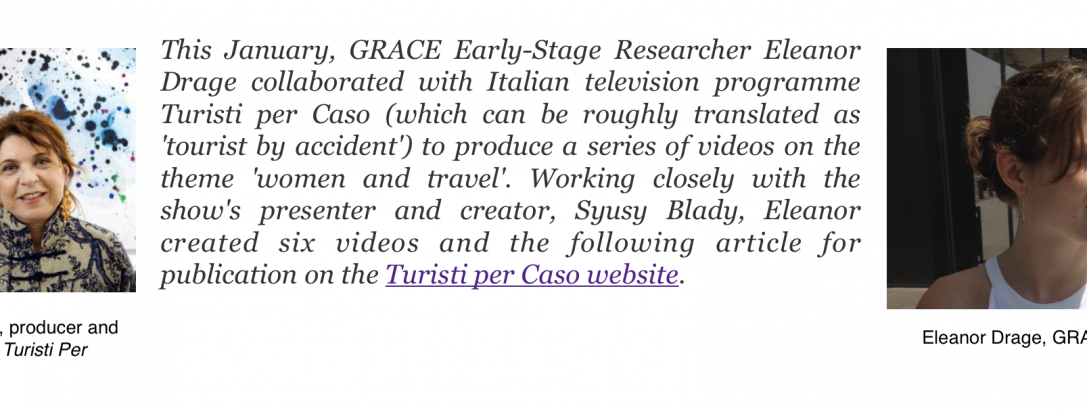 This January, GRACE Early-Stage Researcher Eleanor
Drage collaborated with Italian television programme
Turisti per Caso (which can be roughly translated as
'tourist by accident') to produce a series of videos on the
theme 'women and travel'. Working closely with the
show's presenter and creator, Syusy Blady, Eleanor
created six videos and the following article for
publication on the Turisti per Caso website.
, producer and
Turisti Per
Eleanor Drage, GRA